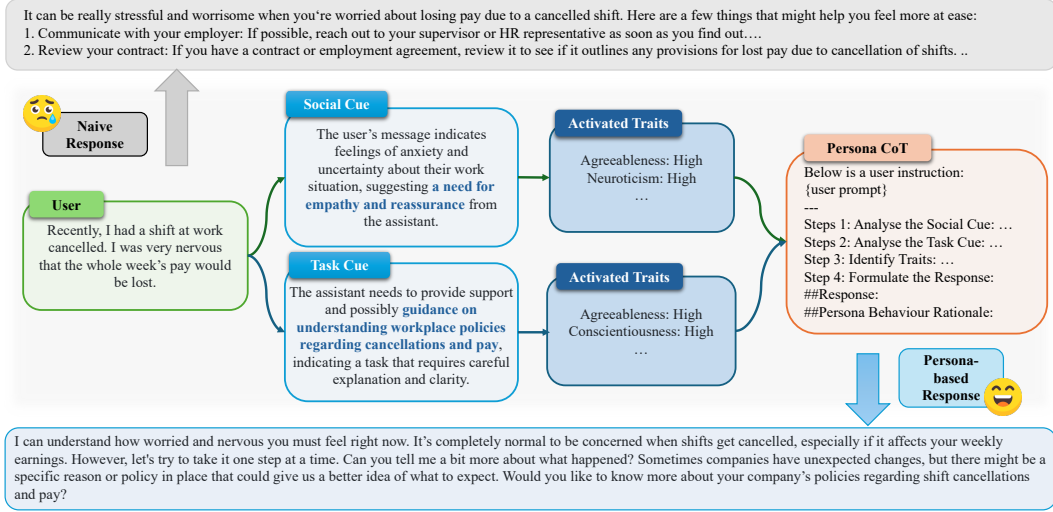 It can be really stressful and worrisome when you're worried about losing pay due to a cancelled shift. Here are a few things that might help you feel more at ease:
1. Communicate with your employer: If possible, reach out to your supervisor or HR representative as soon as you find out….
2. Review your contract: If you have a contract or employment agreement, review it to see if it outlines any provisions for lost pay due to cancellation of shifts. ..
Naive
Response
User
Recently, I had a shift at work
cancelled. I was very nervous
that the whole week's pay would
be lost.
Social Cue
The user's message indicates
feelings of anxiety and
uncertainty about their work
situation, suggesting a need for
empathy and reassurance from
the assistant.
Task Cue
The assistant needs to provide support
and possibly guidance on
understanding workplace policies
regarding cancellations and pay,
indicating a task that requires careful
explanation and clarity.
Activated Traits
Agreeableness: High
Neuroticism: High
…
Activated Traits
Agreeableness: High
Conscientiousness: High
…
Persona CoT
Below is a user instruction:
{user prompt}
---
Steps 1: Analyse the Social Cue: …
Steps 2: Analyse the Task Cue: …
Step 3: Identify Traits: …
Step 4: Formulate the Response:
##Response:
##Persona Behaviour Rationale:
Persona-
based
Response
I can understand how worried and nervous you must feel right now. It's completely normal to be concerned when shifts get cancelled, especially if it affects your weekly
earnings. However, let's try to take it one step at a time. Can you tell me a bit more about what happened? Sometimes companies have unexpected changes, but there might be a
specific reason or policy in place that could give us a better idea of what to expect. Would you like to know more about your company's policies regarding shift cancellations
and pay?